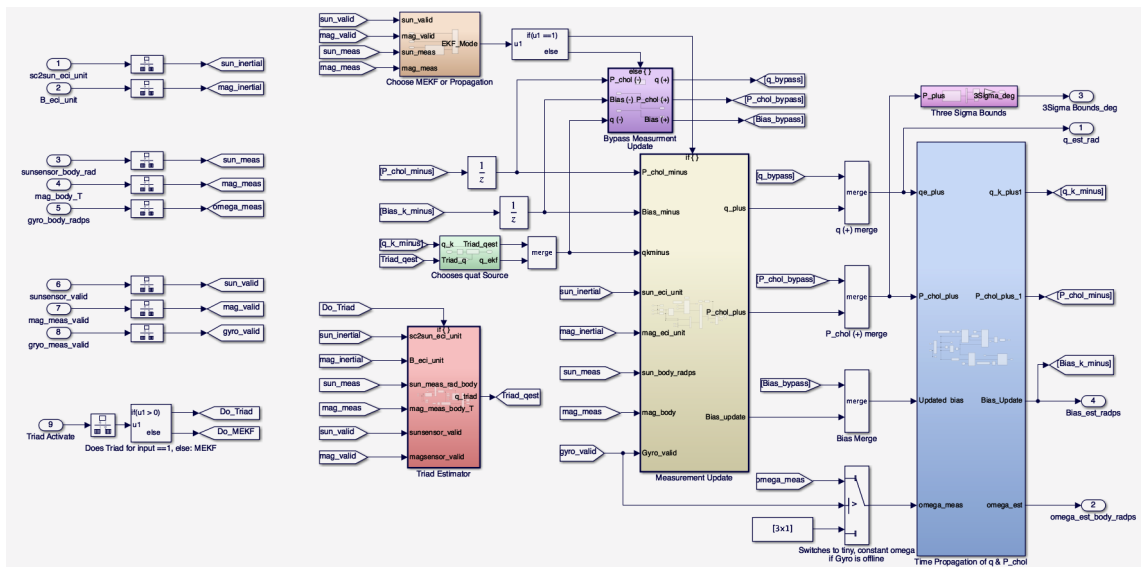 1
sc2sun_eci_unit
2
B_eci_unit
sun_inertial
mag_inertial
3
sunsensor_body_rad
4
mag_body_T
5
gyro_body_radps
sun_meas
mag_meas
omega_meas
6
sunsensor_valid
7
mag_meas_valid
8
gryo_meas_valid
sun_valid
mag_valid
gyro_valid
9
Triad Activate
u1
if(u1 > 0)
else
Do_Triad
Do_MEKF
Does Triad for input ==1, else: MEKF
sun_valid
mag_valid
sun_meas
mag_meas
sun_valid
mag_valid
sun_meas
mag_meas
EKF_Mode
Choose MEKF or Propagation
u1
if(u1 == 1)
else
else { }
P_chol (-)
Bias (-)
q (-)
q (+)
P_chol (+)
Bias (+)
Bypass Measurment
Update
[q_bypass]
[P_chol_bypass]
[Bias_bypass]
[P_chol_minus]
1
z
[Bias_k_minus]
1
z
[q_k_minus]
Triad_qest
q_k
Triad_q
Triad_qest
q_ekf
Chooses quat Source
merge
Do_Triad
sun_inertial
mag_inertial
sun_meas
mag_meas
sun_valid
mag_valid
if { }
sc2sun_eci_unit
B_eci_unit
sun_meas_rad_body
mag_meas_body_T
sunsensor_valid
magsensor_valid
q_triad
Triad Estimator
Triad_qest
sun_inertial
mag_inertial
sun_meas
mag_meas
gyro_valid
if { }
P_chol_minus
Bias_minus
qkminus
sun_eci_unit
mag_eci_unit
sun_body_radps
mag_body
Gyro_valid
q_plus
P_chol_plus
Bias_update
Measurement Update
[q_bypass]
merge
q (+) merge
[P_chol_bypass]
merge
P_chol (+) merge
[Bias_bypass]
merge
Bias Merge
omega_meas
>
[3x1]
Switches to tiny, constant omega
if Gyro is offline
P_plus
3Sigma_deg
Three Sigma Bounds
3
3Sigma Bounds_deg
1
q_est_rad
qe_plus
P_chol_plus
Updated bias
omega_meas
q_k_plus1
P_chol_plus_1
Bias_Update
omega_est
Time Propagation of q & P_chol
[q_k_minus]
[P_chol_minus]
[Bias_k_minus]
4
Bias_est_radps
2
omega_est_body_radps